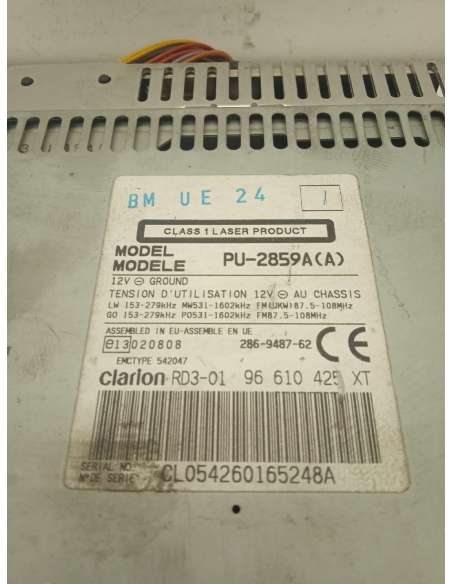 BM UE 24 /
CLASS 1 LASER PRODUCT
MODEL
MODELE PU-2859A(A)
12V ⊖ GROUND
TENSION D'UTILISATION 12V ⊖ AU CHASSIS
LW 153-279kHz MW531-1602kHz FM(UKW)87.5-108MHz
GO 153-279kHz PO531-1602kHz FM87.5-108MHz
ASSEMBLED IN EU-ASSEMBLE EN UE
e13 020808 286-9487-62 CE
EMCTYPE 542047
clarion RD3-01 96 610 425 XT
SERIAL NO.
N° DE SERIE CL054260165248A